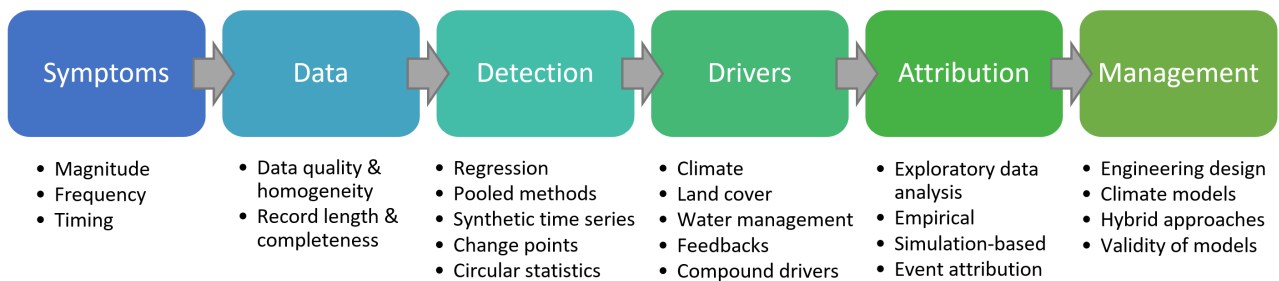 Symptoms
Data
Detection
Drivers
Attribution
Management
• Magnitude
• Frequency
• Timing
• Data quality &
homogeneity
• Record length &
completeness
• Regression
• Pooled methods
• Synthetic time series
• Change points
• Circular statistics
• Climate
• Land cover
• Water management
• Feedbacks
• Compound drivers
• Exploratory data
analysis
• Empirical
• Simulation-based
• Event attribution
• Engineering design
• Climate models
• Hybrid approaches
• Validity of models